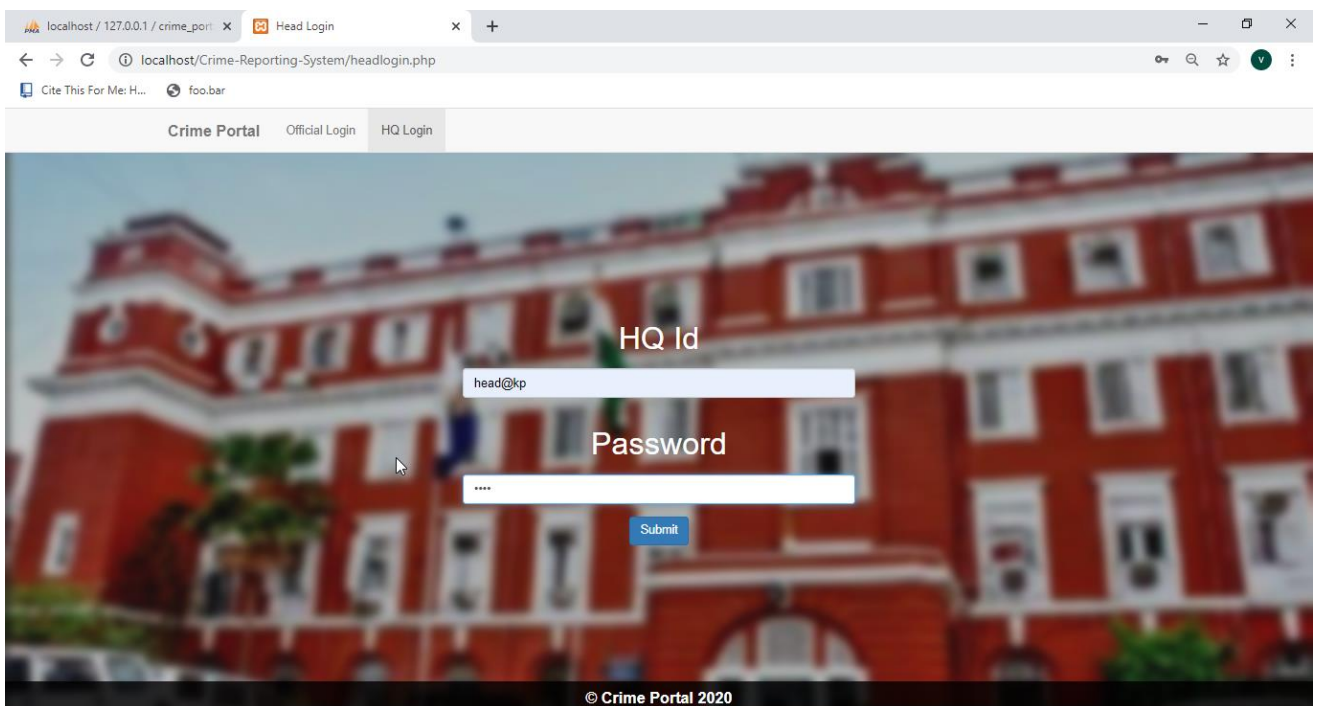 localhost / 127.0.0.1 / crime_port
Head Login
localhost/Crime-Reporting-System/headlogin.php
V
Cite This For Me: H...
foo.bar
Crime Portal
Official Login
HQ Login
HQ Id
head@kp
Password
••••
Submit
© Crime Portal 2020